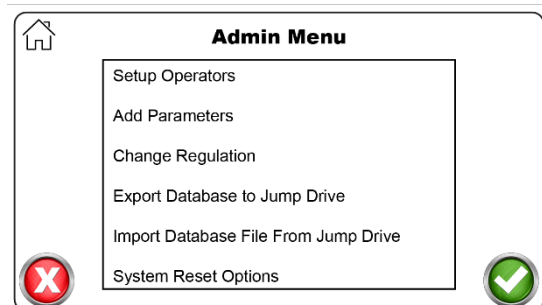 Admin Menu
Setup Operators
Add Parameters
Change Regulation
Export Database to Jump Drive
Import Database File From Jump Drive
System Reset Options